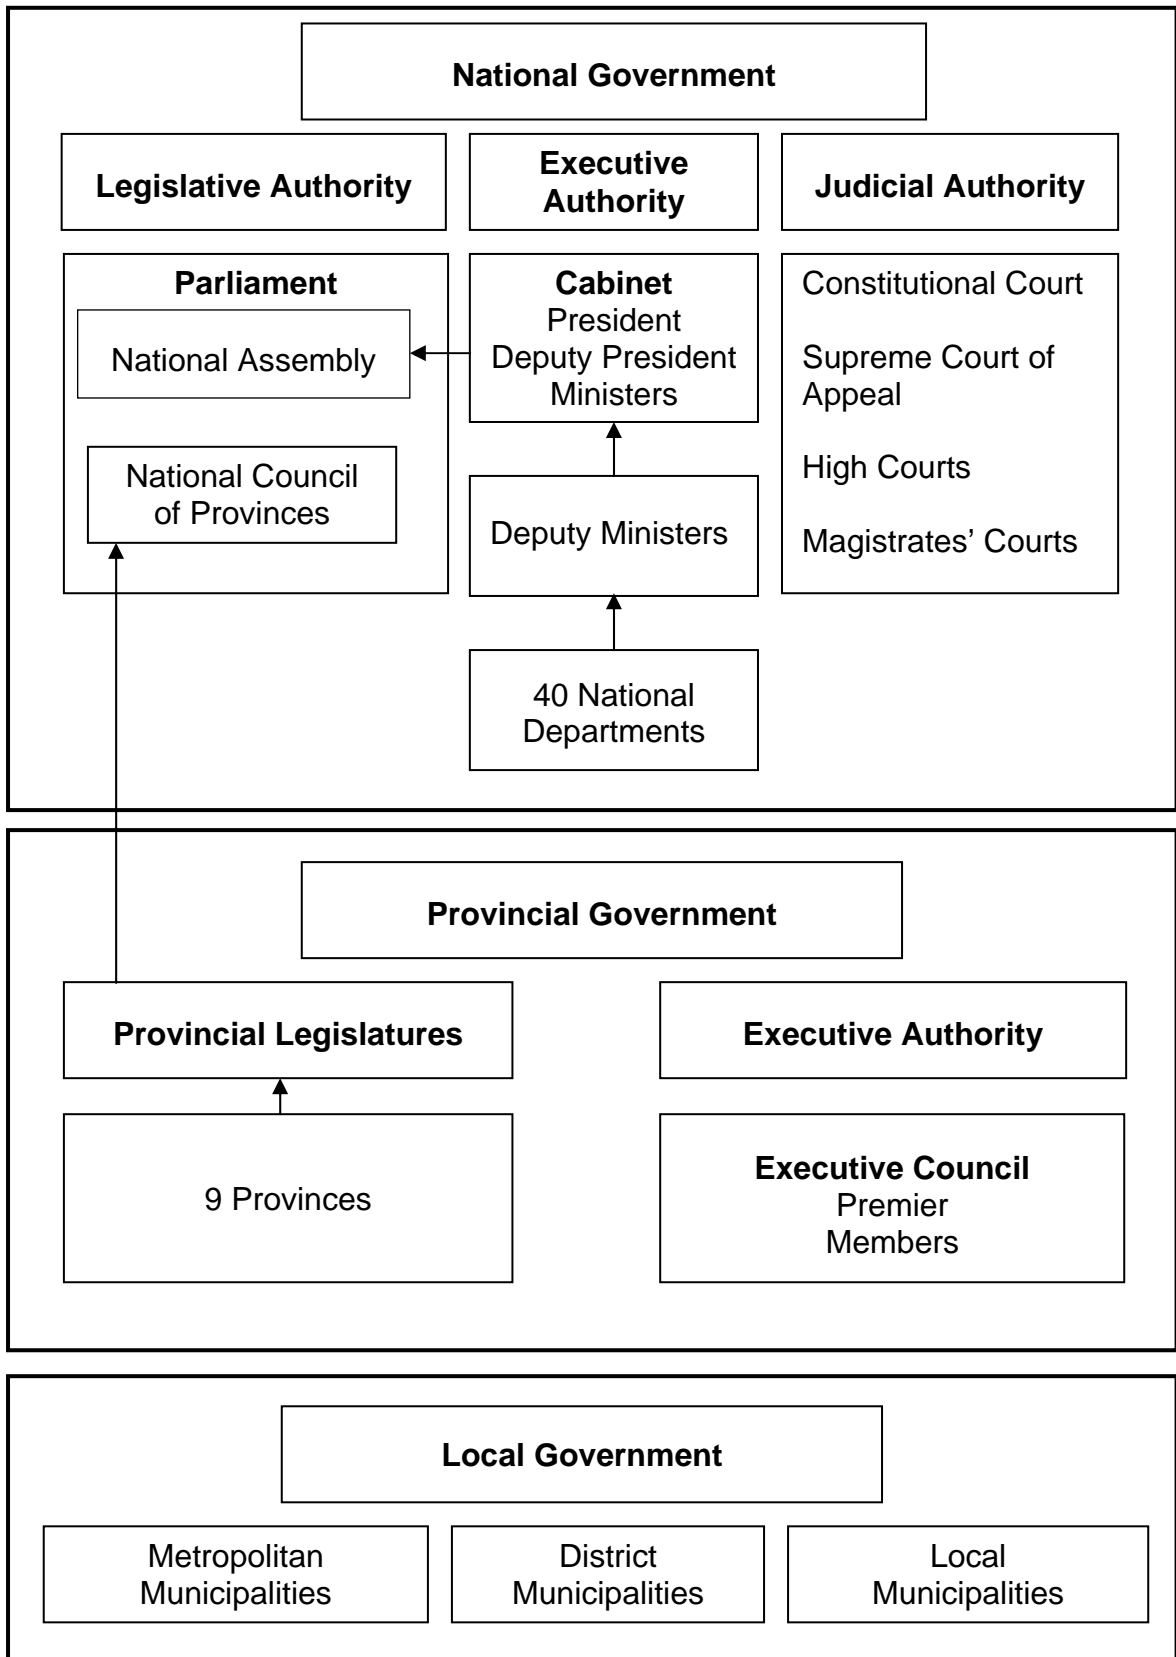 National Government
Legislative Authority
Executive
Authority
Judicial Authority
Parliament
National Assembly
National Council
of Provinces
Cabinet
President
Deputy President
Ministers
Deputy Ministers
40 National
Departments
Constitutional Court
Supreme Court of
Appeal
High Courts
Magistrates’ Courts
Provincial Government
Provincial Legislatures
9 Provinces
Executive Authority
Executive Council
Premier
Members
Local Government
Metropolitan
Municipalities
District
Municipalities
Local
Municipalities